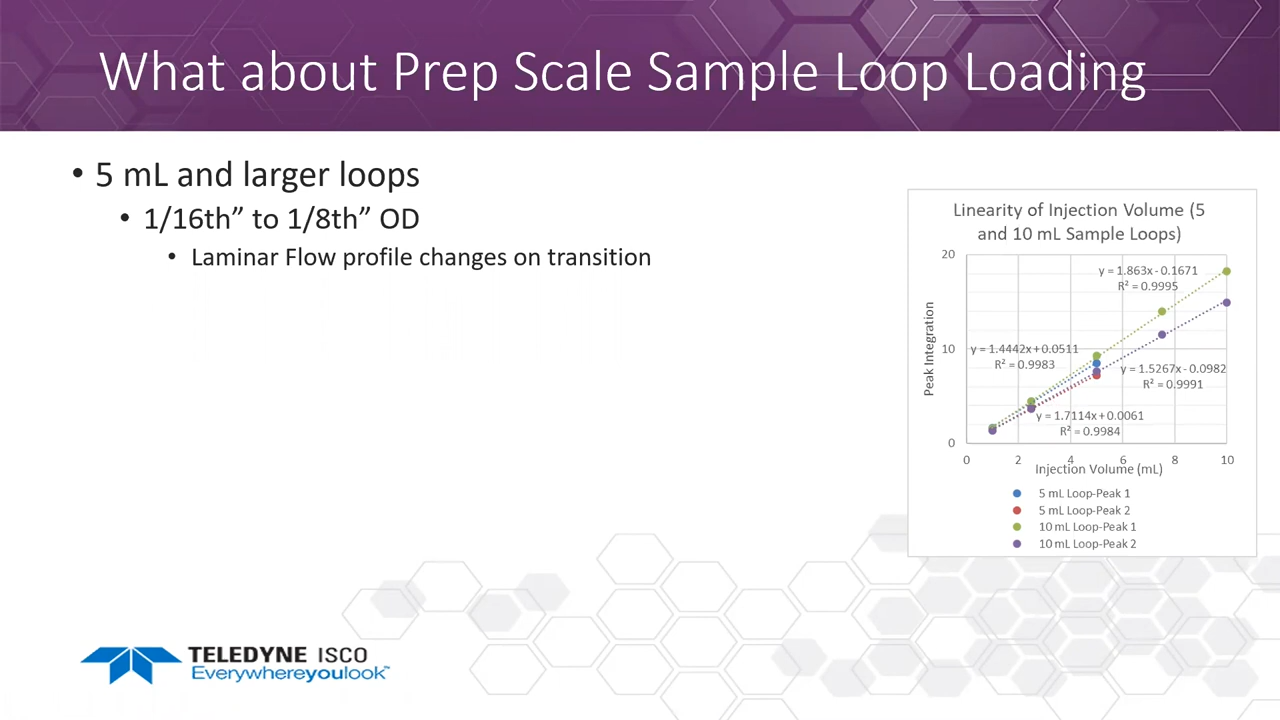 What about Prep Scale Sample Loop Loading
• 5 mL and larger loops
• 1/16th” to 1/8th” OD
• Laminar Flow profile changes on transition
Linearity of Injection Volume (5
and 10 mL Sample Loops)
20
10
0
Peak Integration
y = 1.863x - 0.1671
R² = 0.9995
y = 1.4442x + 0.0511
R² = 0.9983
y = 1.5267x - 0.0982
R² = 0.9991
y = 1.7114x + 0.0061
R² = 0.9984
0 2 4 6 8 10
Injection Volume (mL)
5 mL Loop-Peak 1
5 mL Loop-Peak 2
10 mL Loop-Peak 1
10 mL Loop-Peak 2
TELEDYNE ISCO
Everywhereyoulook™